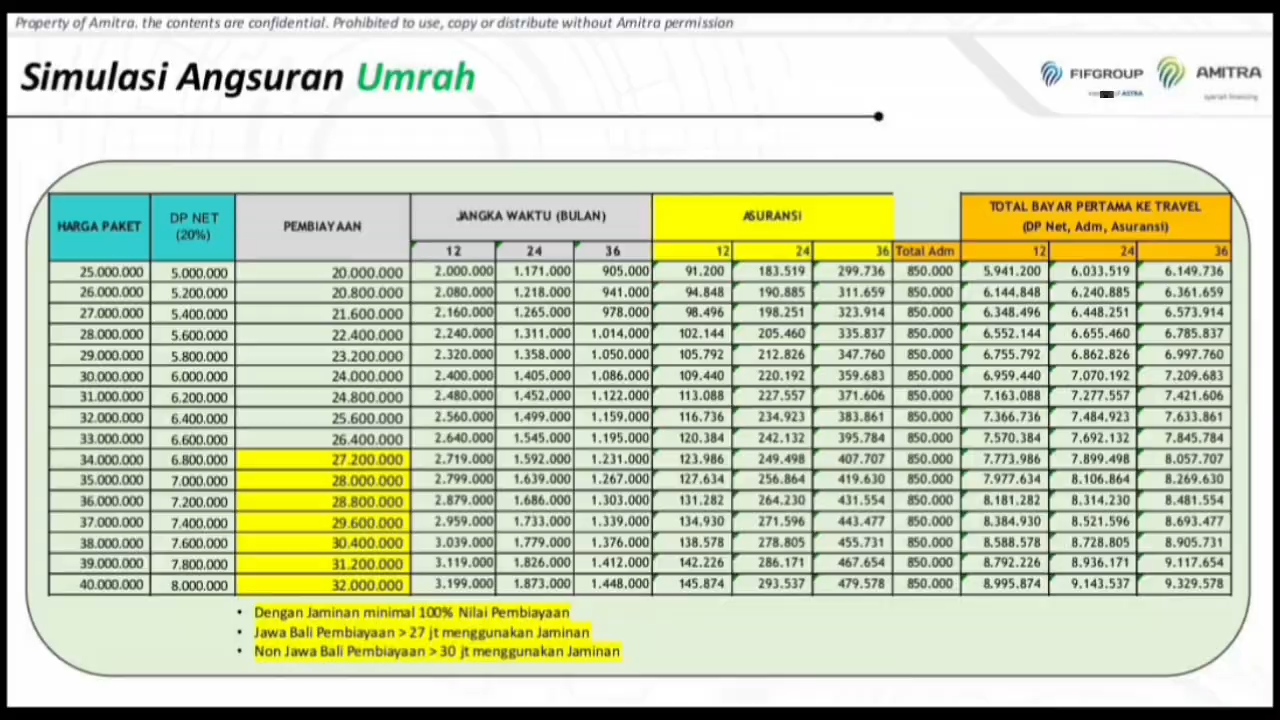 Property of Amitra. the contents are confidential. Prohibited to use, copy or distribute without Amitra permission
Simulasi Angsuran Umrah
FIFGROUP
ASTRA
AMITRA
syariah financing
HARGA PAKET DP NET (20%) PEMBIAYAAN JANGKA WAKTU (BULAN) ASURANSI TOTAL BAYAR PERTAMA KE TRAVEL
(DP Net, Adm, Asuransi)
12 24 36 12 24 36 Total Adm 12 24 36
25.000.000 5.000.000 20.000.000 2.000.000 1.171.000 905.000 91.200 183.519 299.736 850.000 5.941.200 6.033.519 6.149.736
26.000.000 5.200.000 20.800.000 2.080.000 1.218.000 941.000 94.848 190.885 311.659 850.000 6.144.848 6.240.885 6.361.659
27.000.000 5.400.000 21.600.000 2.160.000 1.265.000 978.000 98.496 198.251 323.914 850.000 6.348.496 6.448.251 6.573.914
28.000.000 5.600.000 22.400.000 2.240.000 1.311.000 1.014.000 102.144 205.460 335.837 850.000 6.552.144 6.655.460 6.785.837
29.000.000 5.800.000 23.200.000 2.320.000 1.358.000 1.050.000 105.792 212.826 347.760 850.000 6.755.792 6.862.826 6.997.760
30.000.000 6.000.000 24.000.000 2.400.000 1.405.000 1.086.000 109.440 220.192 359.683 850.000 6.959.440 7.070.192 7.209.683
31.000.000 6.200.000 24.800.000 2.480.000 1.452.000 1.122.000 113.088 227.557 371.606 850.000 7.163.088 7.277.557 7.421.606
32.000.000 6.400.000 25.600.000 2.560.000 1.499.000 1.159.000 116.736 234.923 383.861 850.000 7.366.736 7.484.923 7.633.861
33.000.000 6.600.000 26.400.000 2.640.000 1.545.000 1.195.000 120.384 242.132 395.784 850.000 7.570.384 7.692.132 7.845.784
34.000.000 6.800.000 27.200.000 2.719.000 1.592.000 1.231.000 123.986 249.498 407.707 850.000 7.773.986 7.899.498 8.057.707
35.000.000 7.000.000 28.000.000 2.799.000 1.639.000 1.267.000 127.634 256.864 419.630 850.000 7.977.634 8.106.864 8.269.630
36.000.000 7.200.000 28.800.000 2.879.000 1.686.000 1.303.000 131.282 264.230 431.554 850.000 8.181.282 8.314.230 8.481.554
37.000.000 7.400.000 29.600.000 2.959.000 1.733.000 1.339.000 134.930 271.596 443.477 850.000 8.384.930 8.521.596 8.693.477
38.000.000 7.600.000 30.400.000 3.039.000 1.779.000 1.376.000 138.578 278.805 455.731 850.000 8.588.578 8.728.805 8.905.731
39.000.000 7.800.000 31.200.000 3.119.000 1.826.000 1.412.000 142.226 286.171 467.654 850.000 8.792.226 8.936.171 9.117.654
40.000.000 8.000.000 32.000.000 3.199.000 1.873.000 1.448.000 145.874 293.537 479.578 850.000 8.995.874 9.143.537 9.329.578
• Dengan Jaminan minimal 100% Nilai Pembiayaan
• Jawa Bali Pembiayaan > 27 jt menggunakan Jaminan
• Non Jawa Bali Pembiayaan > 30 jt menggunakan Jaminan